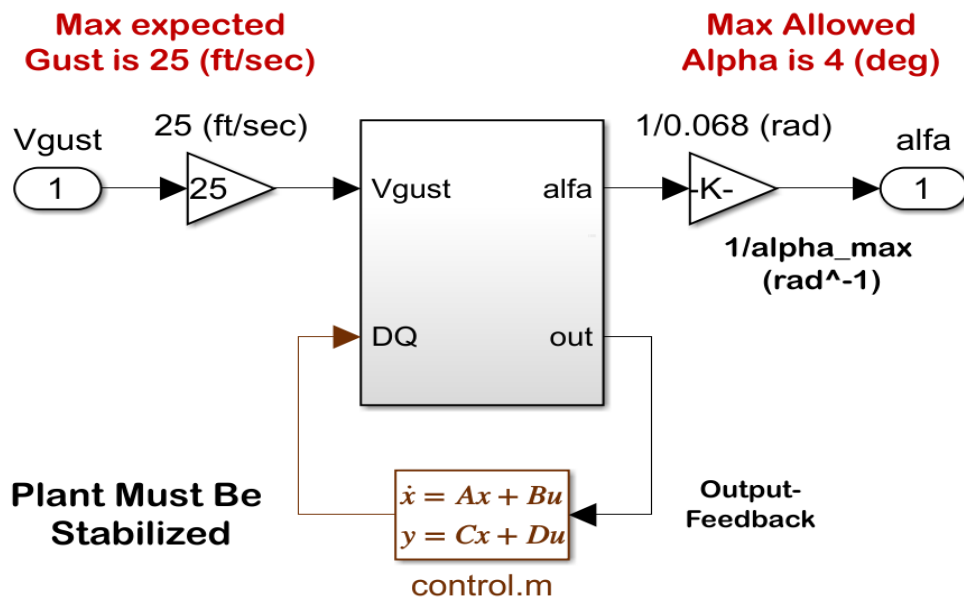 Max expected
Gust is 25 (ft/sec)
Max Allowed
Alpha is 4 (deg)
Vgust
25 (ft/sec)
1/0.068 (rad)
alfa
1
25
Vgust
alfa
-K-
1
1/alpha_max
(rad^-1)
DQ
out
Plant Must Be
Stabilized
ẋ = Ax + Bu
y = Cx + Du
Output-
Feedback
control.m